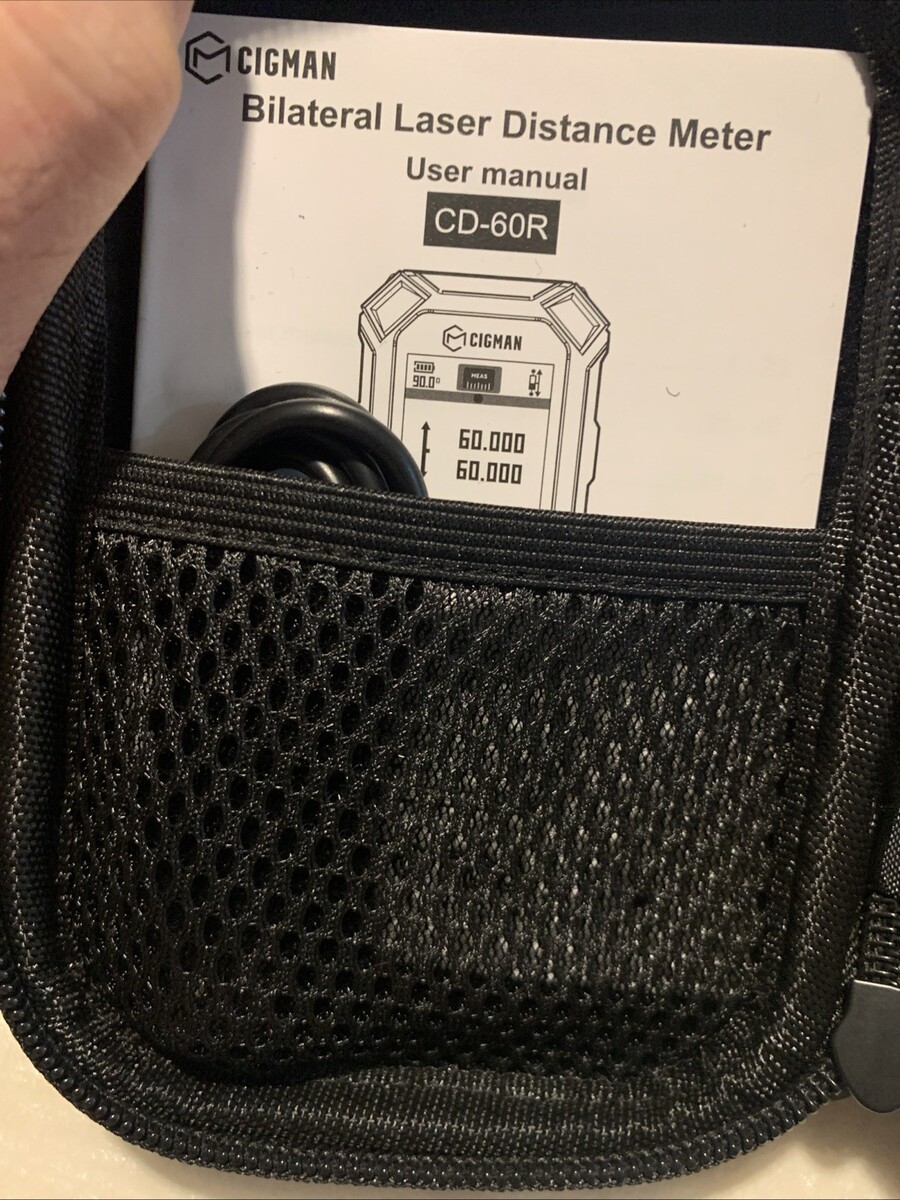 CIGMAN
Bilateral Laser Distance Meter
User manual
CD-60R
CIGMAN
MEAS
90.0°
60.000
60.000